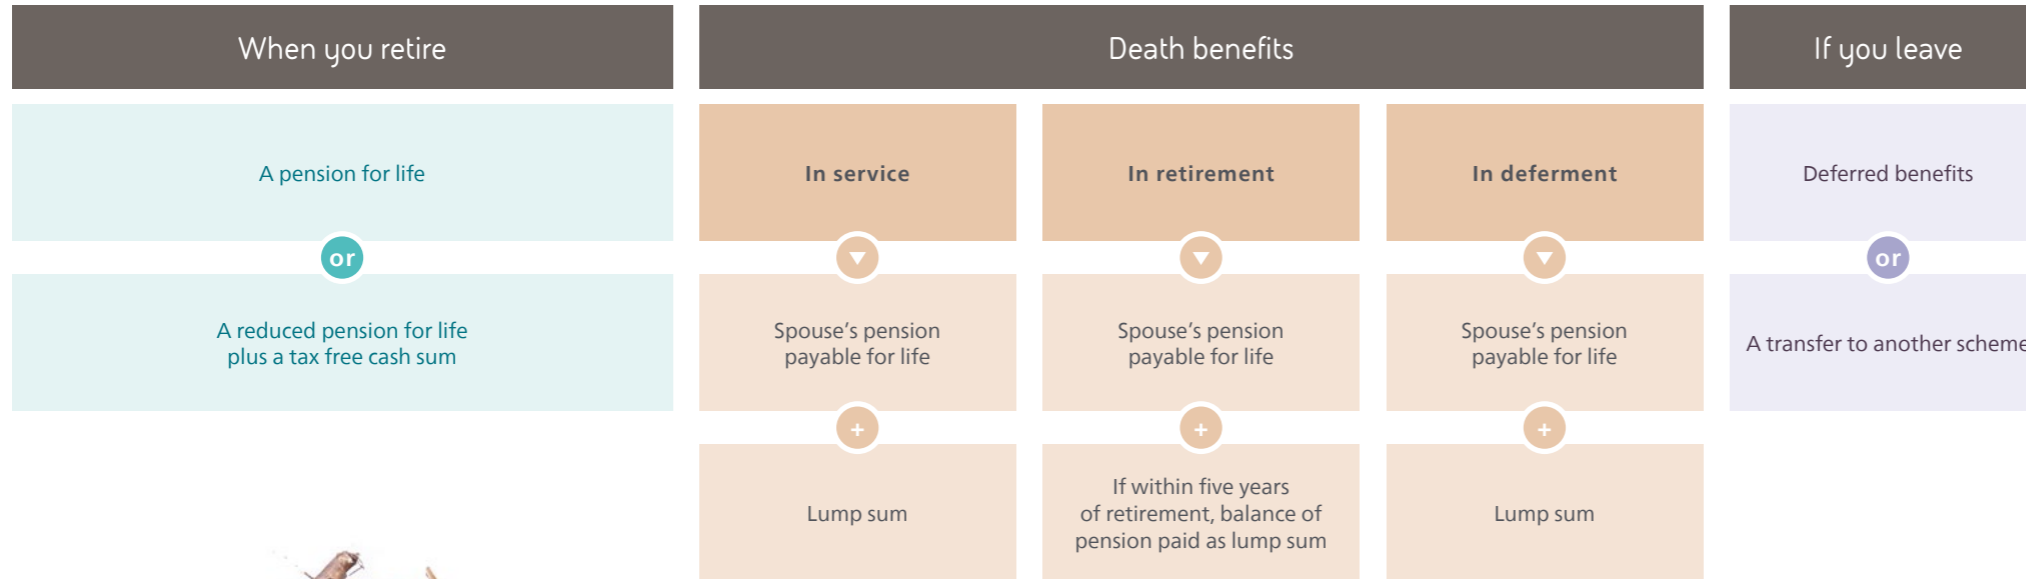 When you retire
A pension for life
or
A reduced pension for life
plus a tax free cash sum
Death benefits
In service
Spouse’s pension
payable for life
+
Lump sum
In retirement
Spouse’s pension
payable for life
+
If within five years
of retirement, balance of
pension paid as lump sum
In deferment
Spouse’s pension
payable for life
+
Lump sum
If you leave
Deferred benefits
or
A transfer to another scheme